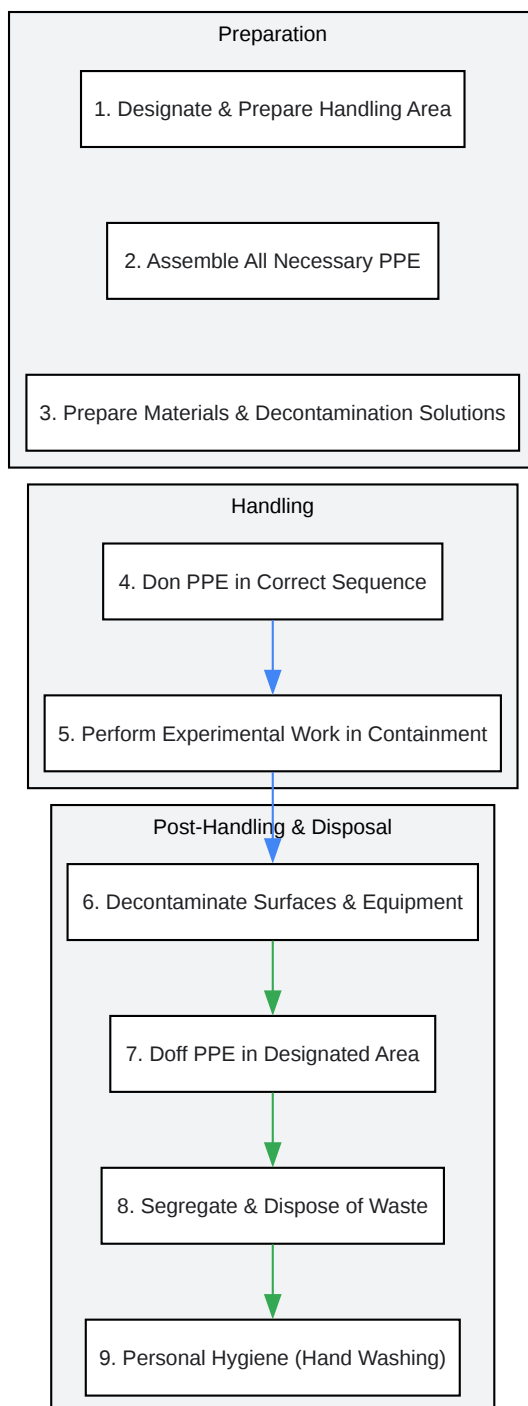 Preparation
1. Designate & Prepare Handling Area
2. Assemble All Necessary PPE
3. Prepare Materials & Decontamination Solutions
Handling
4. Don PPE in Correct Sequence
5. Perform Experimental Work in Containment
Post-Handling & Disposal
6. Decontaminate Surfaces & Equipment
7. Doff PPE in Designated Area
8. Segregate & Dispose of Waste
9. Personal Hygiene (Hand Washing)